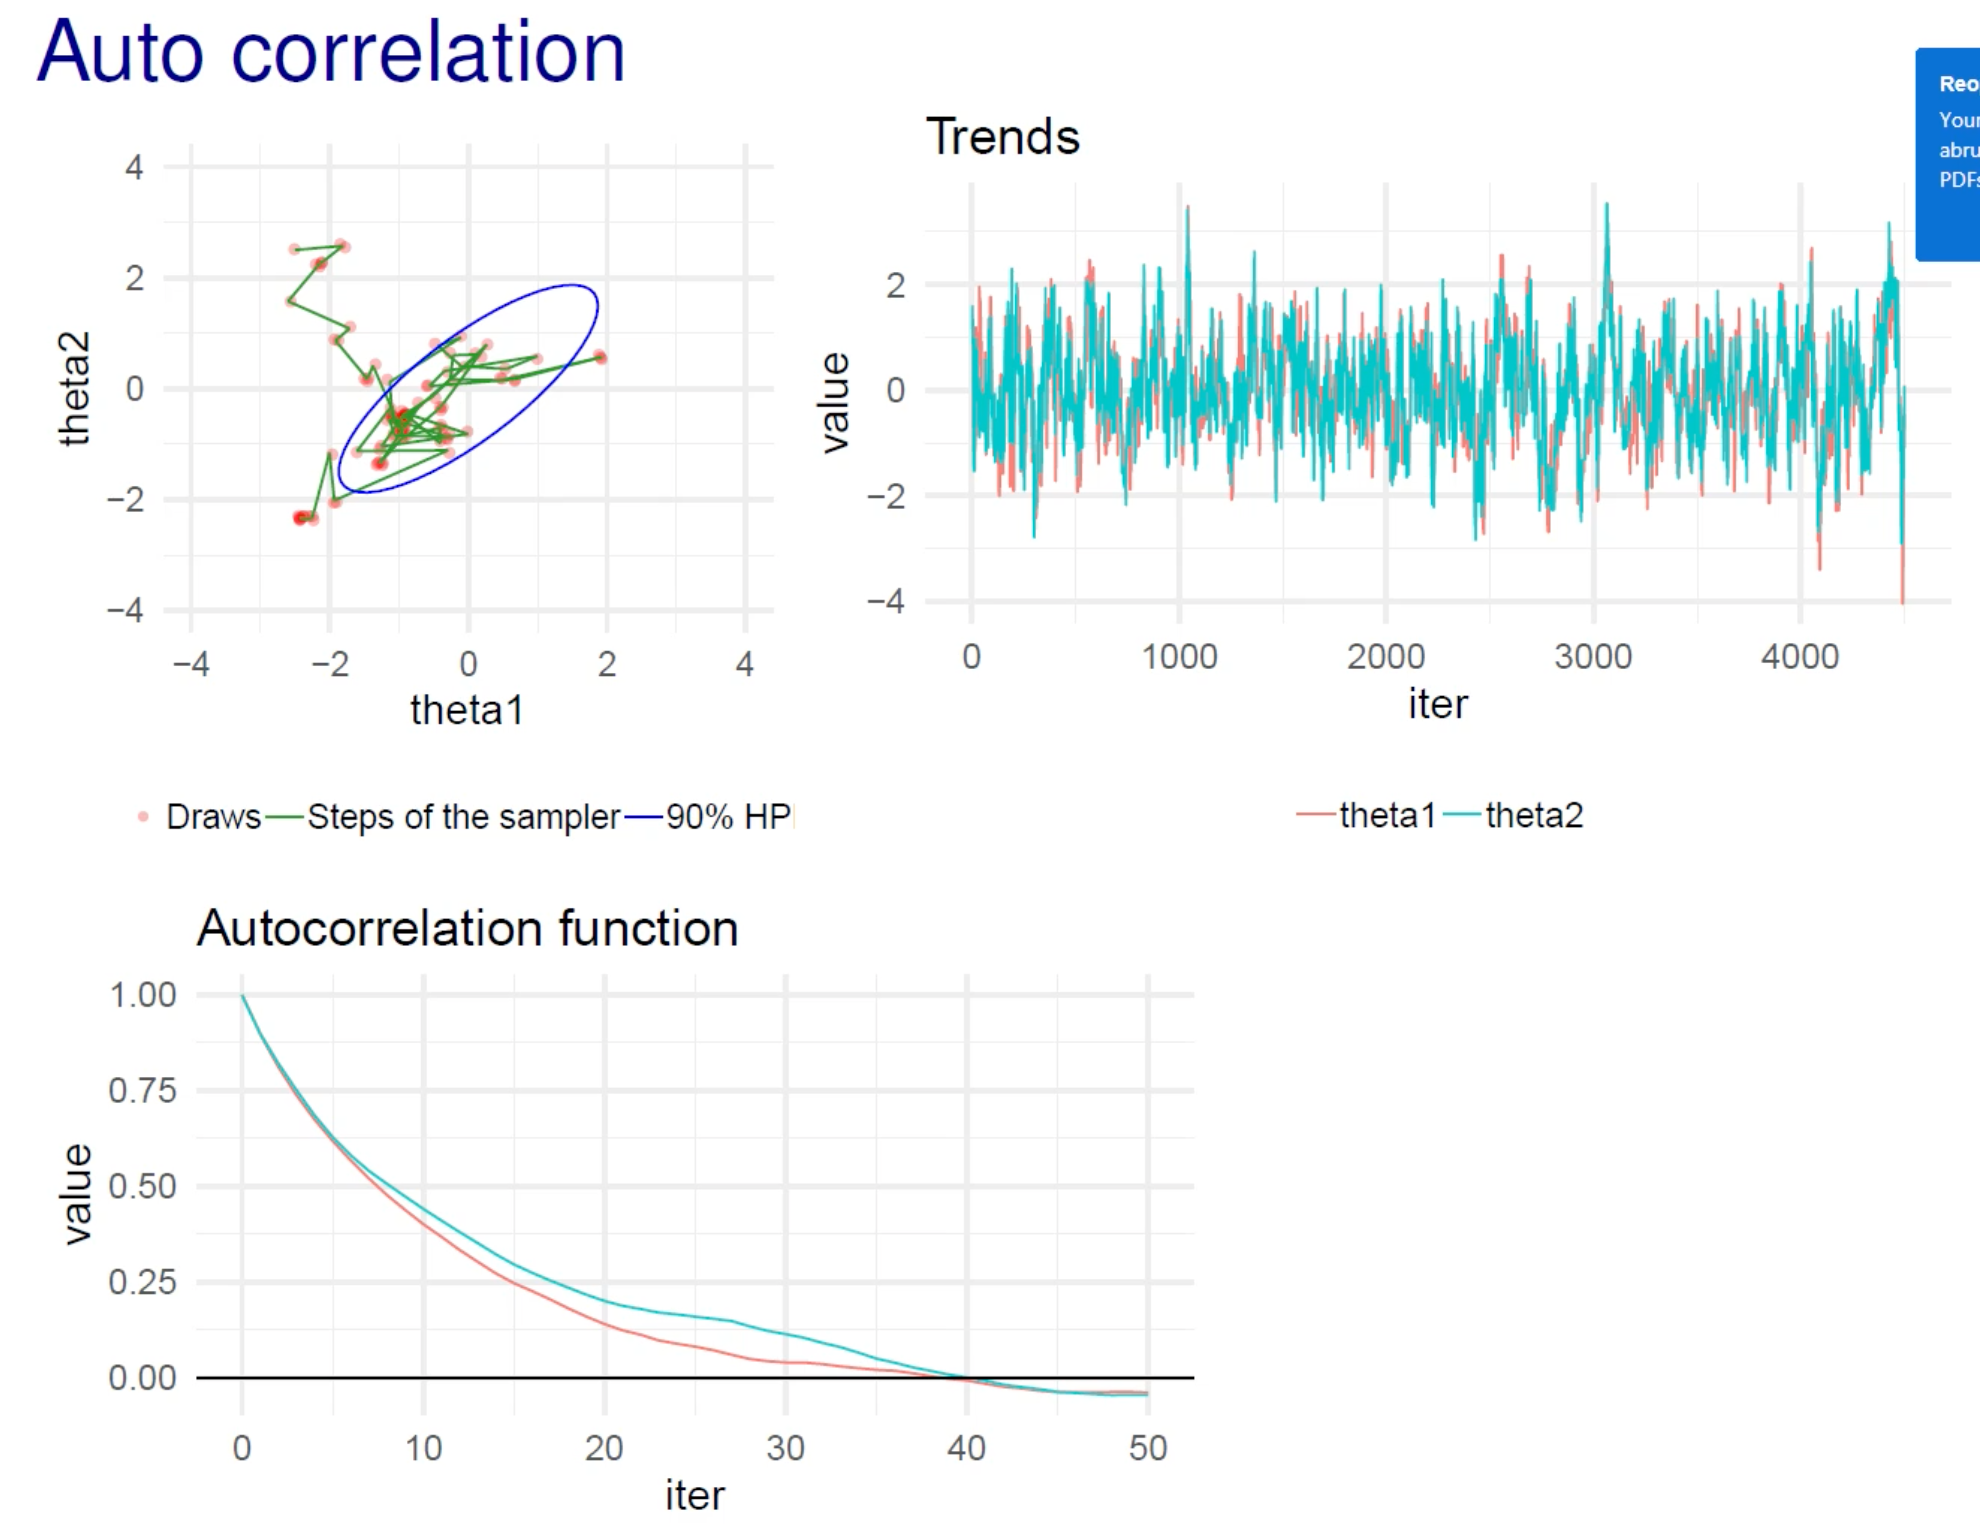 Auto correlation
Reo
Your
abru
PDFs
Trends
4
2
0
−2
−4
theta2
−4 −2 0 2 4
theta1
Draws Steps of the sampler 90% HP
2
0
−2
−4
value
0 1000 2000 3000 4000
iter
theta1 theta2
Autocorrelation function
1.00
0.75
0.50
0.25
0.00
value
0 10 20 30 40 50
iter